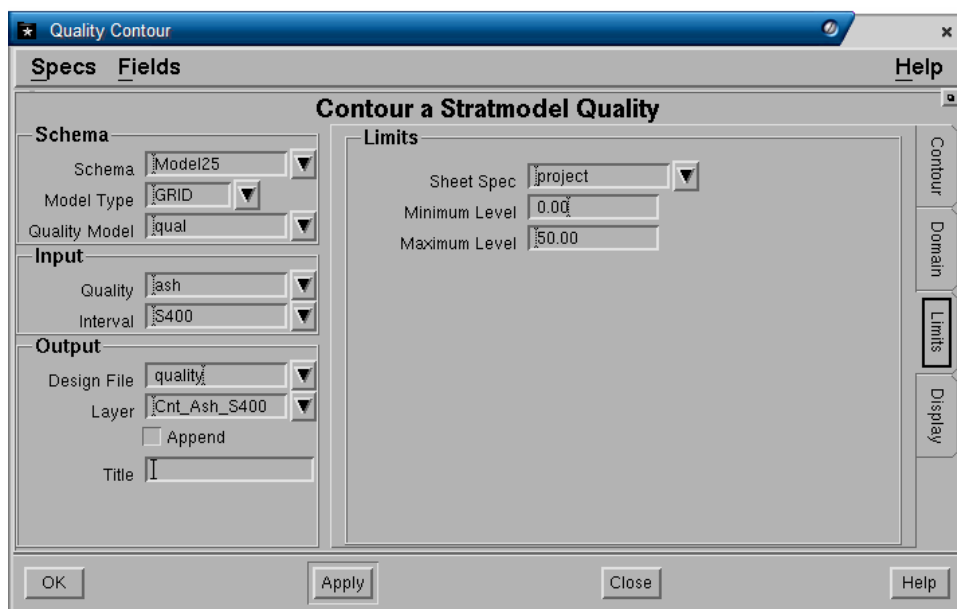 Quality Contour
Specs Fields Help
Contour a Stratmodel Quality
Schema
Schema Model25
Model Type GRID
Quality Model qual
Input
Quality ash
Interval S400
Output
Design File quality
Layer Cnt_Ash_S400
Append
Title
Limits
Sheet Spec project
Minimum Level 0.00
Maximum Level 50.00
Contour
Domain
Limits
Display
OK Apply Close Help